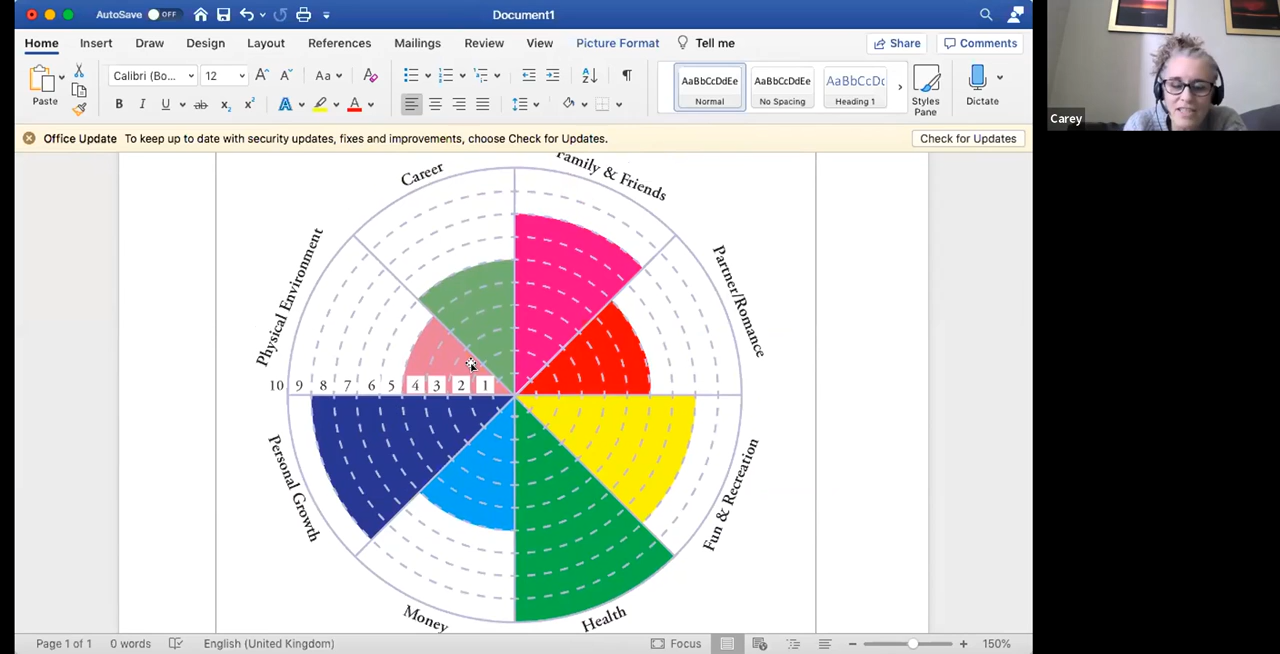 AutoSave OFF
Document1
Home Insert Draw Design Layout References Mailings Review View Picture Format Tell me
Share Comments
Paste
Calibri (Bo... 12
AaBbCcDdEe
Normal
AaBbCcDdEe
No Spacing
AaBbCcDc
Heading 1
Styles
Pane
Dictate
Office Update To keep up to date with security updates, fixes and improvements, choose Check for Updates.
Check for Updates
Carey
Career
Family & Friends
Physical Environment
Partner/Romance
10 9 8 7 6 5 4 3 2 1
Personal Growth
Fun & Recreation
Money
Health
Page 1 of 1 0 words English (United Kingdom) Focus 150%